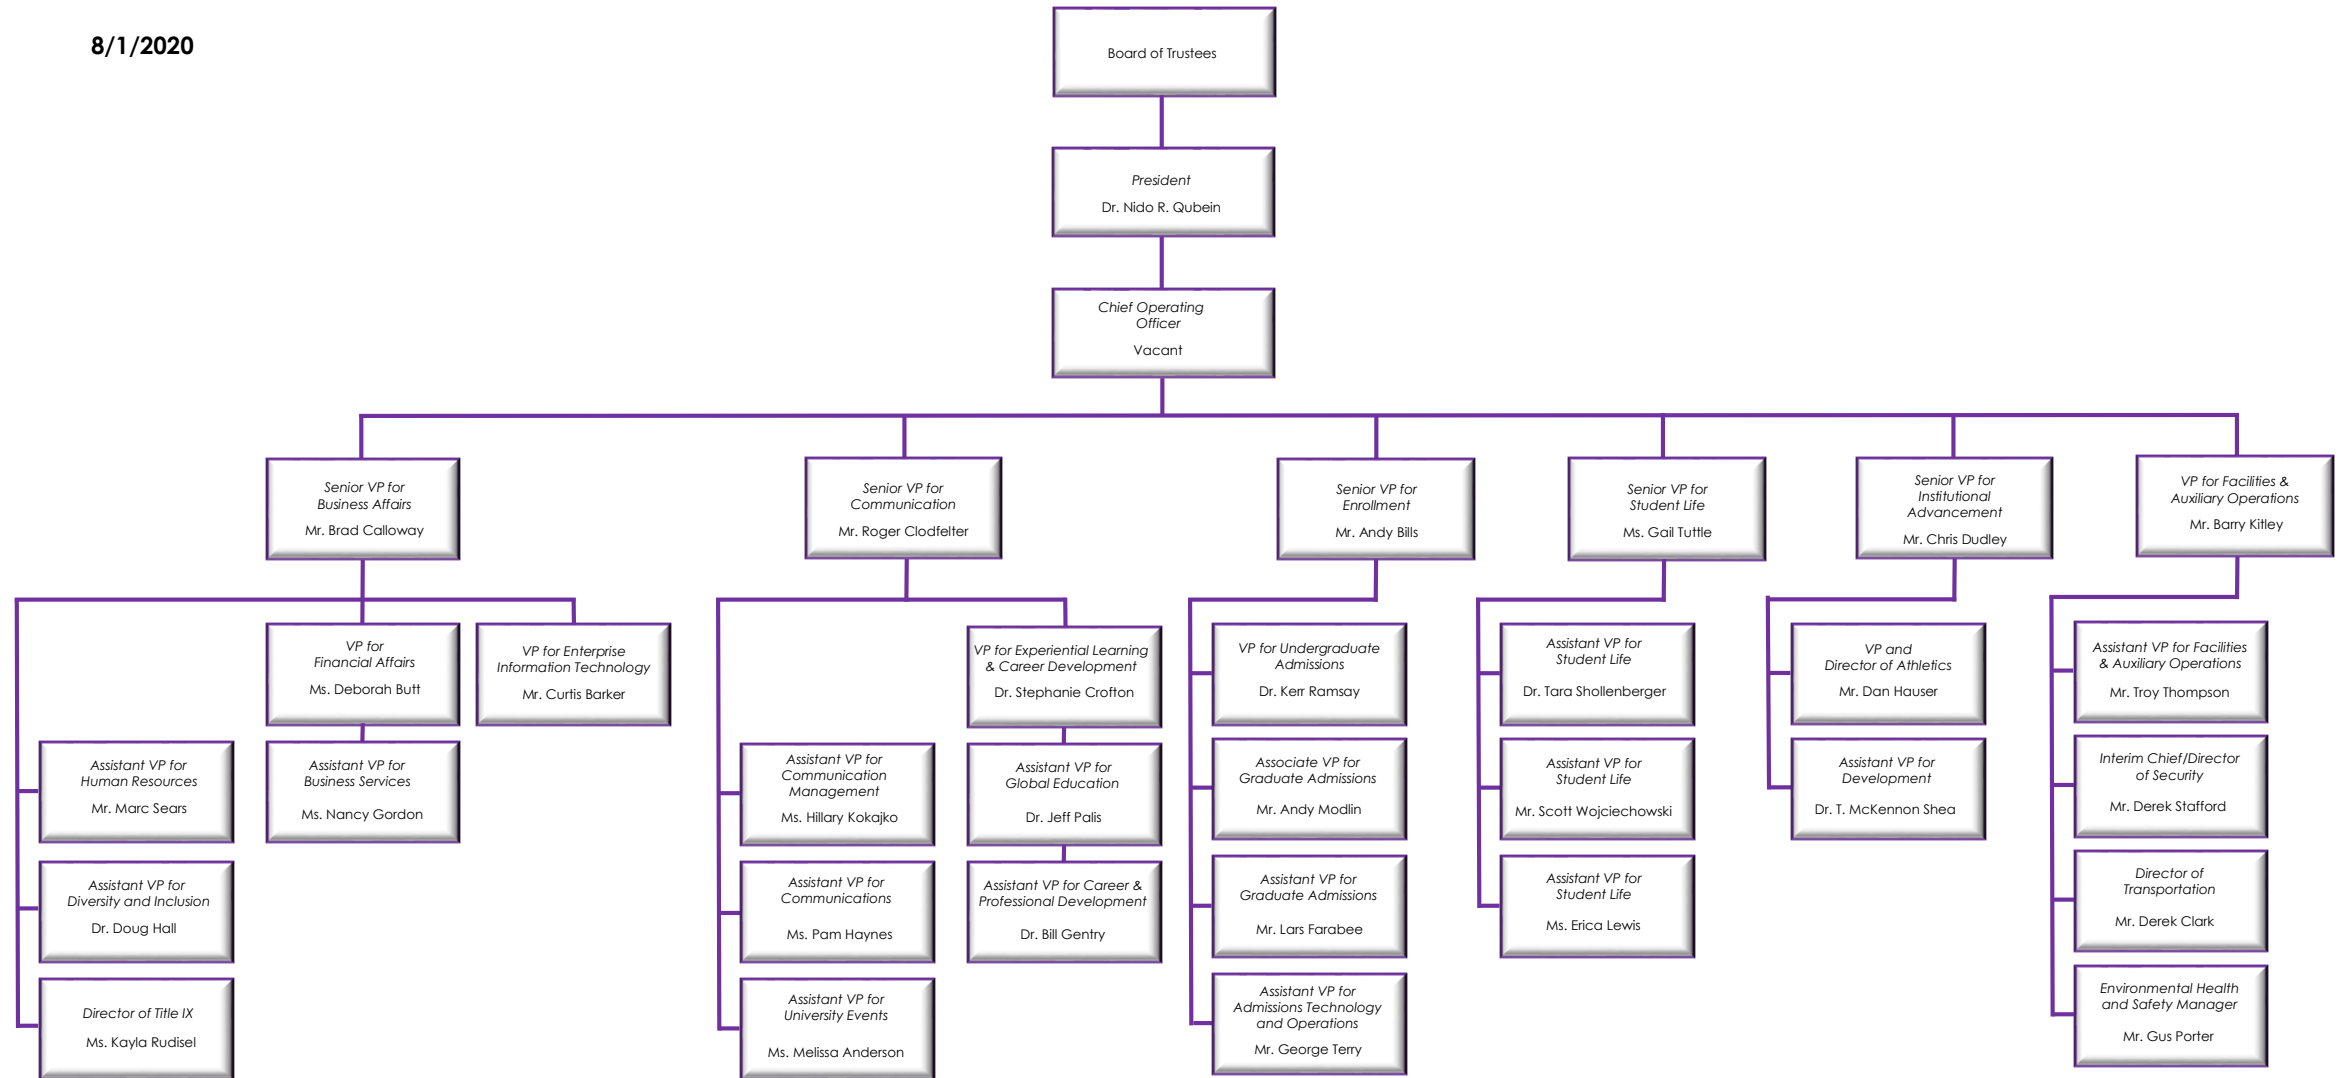 8/1/2020
Board of Trustees
President
Dr. Nido R. Qubein
Chief Operating
Officer
Vacant
Senior VP for
Business Affairs
Mr. Brad Calloway
Senior VP for
Communication
Mr. Roger Clodfelter
Senior VP for
Enrollment
Mr. Andy Bills
Senior VP for
Student Life
Ms. Gail Tuttle
Senior VP for
Institutional
Advancement
Mr. Chris Dudley
VP for Facilities &
Auxiliary Operations
Mr. Barry Kitley
VP for
Financial Affairs
Ms. Deborah Butt
VP for Enterprise
Information Technology
Mr. Curtis Barker
Assistant VP for
Human Resources
Mr. Marc Sears
Assistant VP for
Business Services
Ms. Nancy Gordon
Assistant VP for
Diversity and Inclusion
Dr. Doug Hall
Director of Title IX
Ms. Kayla Rudisel
VP for Experiential Learning
& Career Development
Dr. Stephanie Crofton
Assistant VP for
Communication
Management
Ms. Hillary Kokajko
Assistant VP for
Global Education
Dr. Jeff Palis
Assistant VP for
Communications
Ms. Pam Haynes
Assistant VP for Career &
Professional Development
Dr. Bill Gentry
Assistant VP for
University Events
Ms. Melissa Anderson
VP for Undergraduate
Admissions
Dr. Kerr Ramsay
Associate VP for
Graduate Admissions
Mr. Andy Modlin
Assistant VP for
Graduate Admissions
Mr. Lars Farabee
Assistant VP for
Admissions Technology
and Operations
Mr. George Terry
Assistant VP for
Student Life
Dr. Tara Shollenberger
Assistant VP for
Student Life
Mr. Scott Wojciechowski
Assistant VP for
Student Life
Ms. Erica Lewis
VP and
Director of Athletics
Mr. Dan Hauser
Assistant VP for
Development
Dr. T. McKennon Shea
Assistant VP for Facilities
& Auxiliary Operations
Mr. Troy Thompson
Interim Chief/Director
of Security
Mr. Derek Stafford
Director of
Transportation
Mr. Derek Clark
Environmental Health
and Safety Manager
Mr. Gus Porter